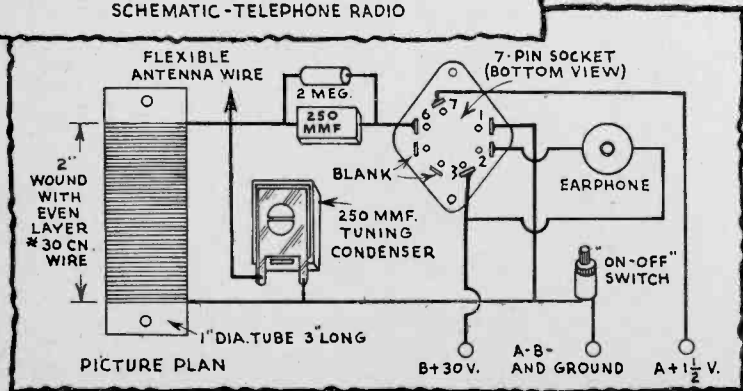 SCHEMATIC-TELEPHONE RADIO
FLEXIBLE
ANTENNA WIRE
7-PIN SOCKET
(BOTTOM VIEW)
2 MEG.
250
MMF
6
7
1
2
3
BLANK
EARPHONE
2"
WOUND
WITH
EVEN
LAYER
#30 CN.
WIRE
250 MMF.
TUNING
CONDENSER
"ON-OFF"
SWITCH
1" DIA. TUBE 3" LONG
PICTURE PLAN
B+30V.
A-B-
AND GROUND
A+1½ V.